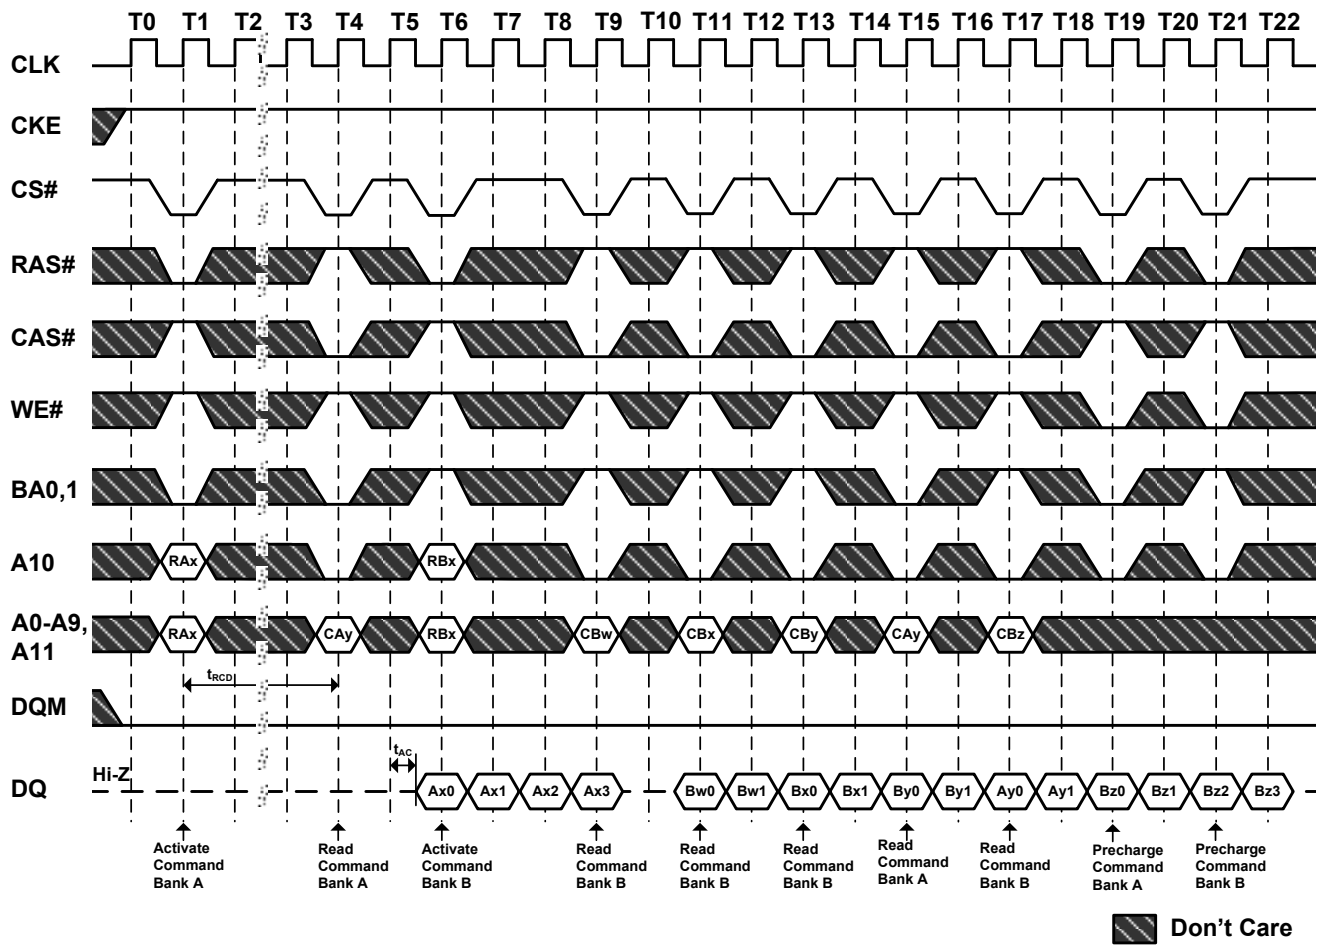 T0 T1 T2 T3 T4 T5 T6 T7 T8 T9 T10 T11 T12 T13 T14 T15 T16 T17 T18 T19 T20 T21 T22
CLK
CKE
CS#
RAS#
CAS#
WE#
BA0,1
A10 RAx RBx
A0-A9, RAx CAy RBx CBw CBx CBy CAy CBz
A11
tRCD
DQM
tAC
Hi-Z
DQ Ax0 Ax1 Ax2 Ax3 Bw0 Bw1 Bx0 Bx1 By0 By1 Ay0 Ay1 Bz0 Bz1 Bz2 Bz3
Activate
Command
Bank A
Read
Command
Bank A
Activate
Command
Bank B
Read
Command
Bank B
Read
Command
Bank B
Read
Command
Bank B
Read
Command
Bank A
Read
Command
Bank B
Precharge
Command
Bank A
Precharge
Command
Bank B
Don't Care